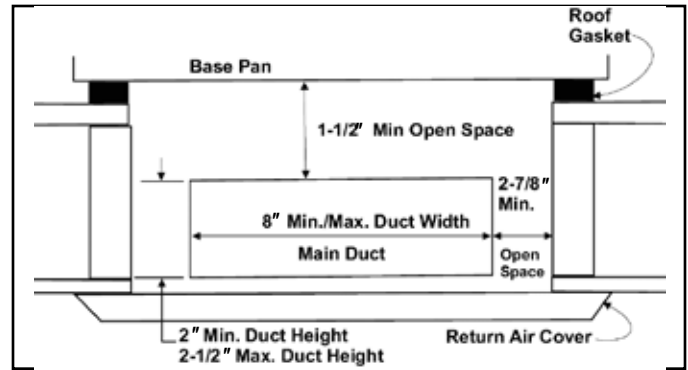 Roof
Gasket
Base Pan
1-1/2" Min Open Space
2-7/8"
Min.
8" Min./Max. Duct Width
Main Duct
Open
Space
2" Min. Duct Height
2-1/2" Max. Duct Height
Return Air Cover